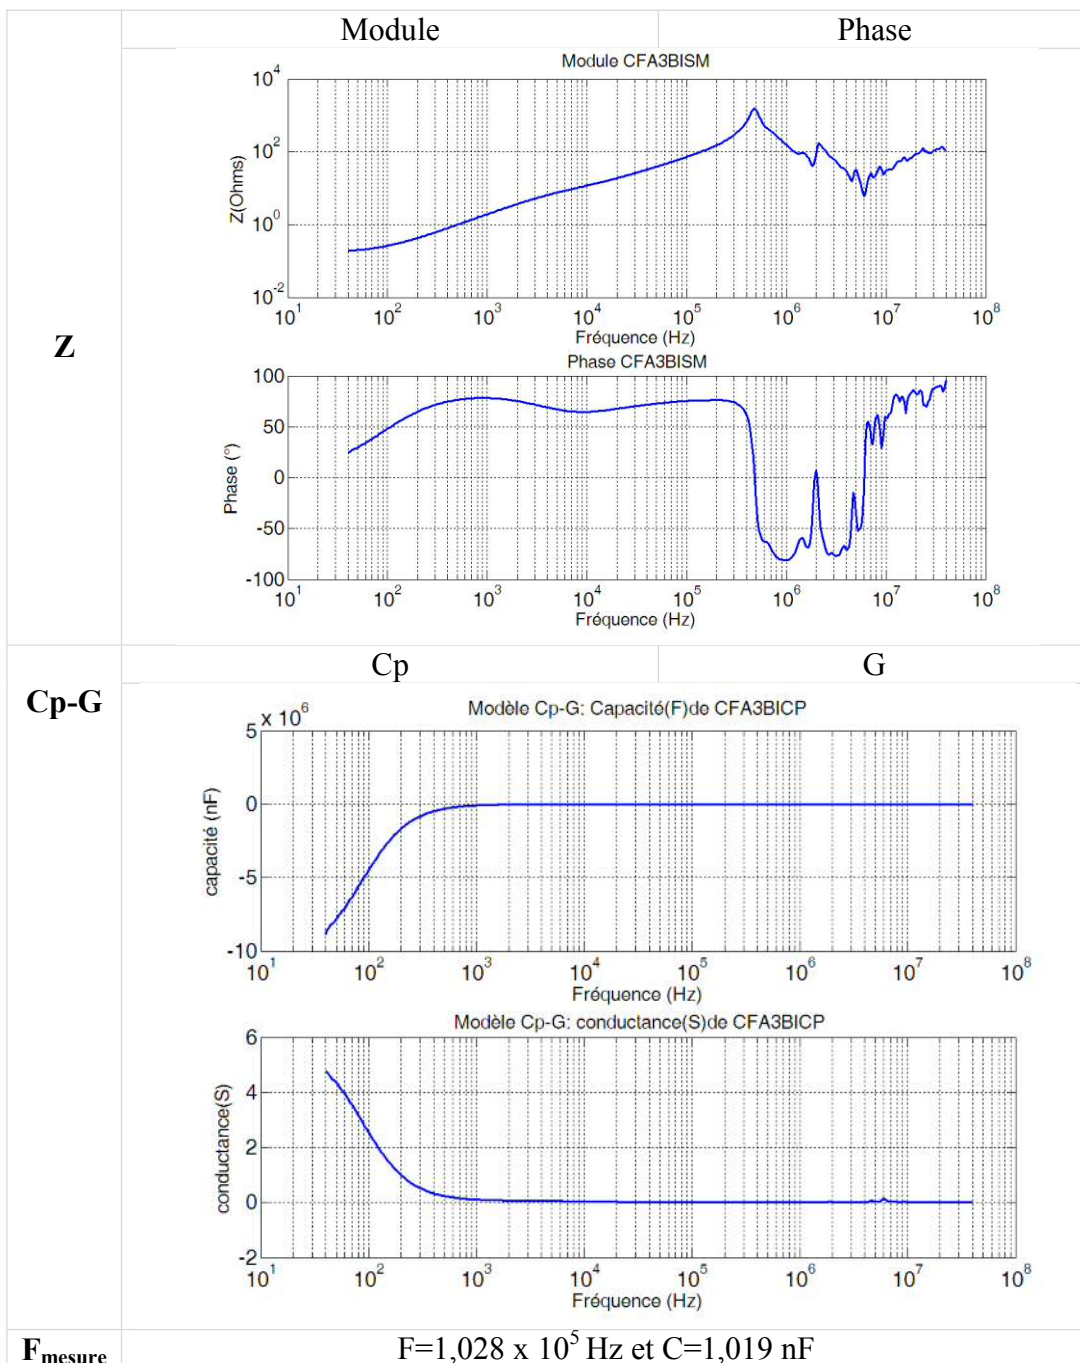 Module Phase
Module CFA3BISM
10^4
10^2
10^0
10^-2
Z(Ohms)
10^1 10^2 10^3 10^4 10^5 10^6 10^7 10^8
Fréquence (Hz)
Z
Phase CFA3BISM
100
50
0
-50
-100
Phase (°)
10^1 10^2 10^3 10^4 10^5 10^6 10^7 10^8
Fréquence (Hz)
Cp G
Cp-G
Modèle Cp-G: Capacité(F)de CFA3BICP
5 x 10^6
0
-5
-10
capacité (nF)
10^1 10^2 10^3 10^4 10^5 10^6 10^7 10^8
Fréquence (Hz)
Modèle Cp-G: conductance(S)de CFA3BICP
6
4
2
0
-2
conductance(S)
10^1 10^2 10^3 10^4 10^5 10^6 10^7 10^8
Fréquence (Hz)
Fmesure F=1,028 x 10^5 Hz et C=1,019 nF